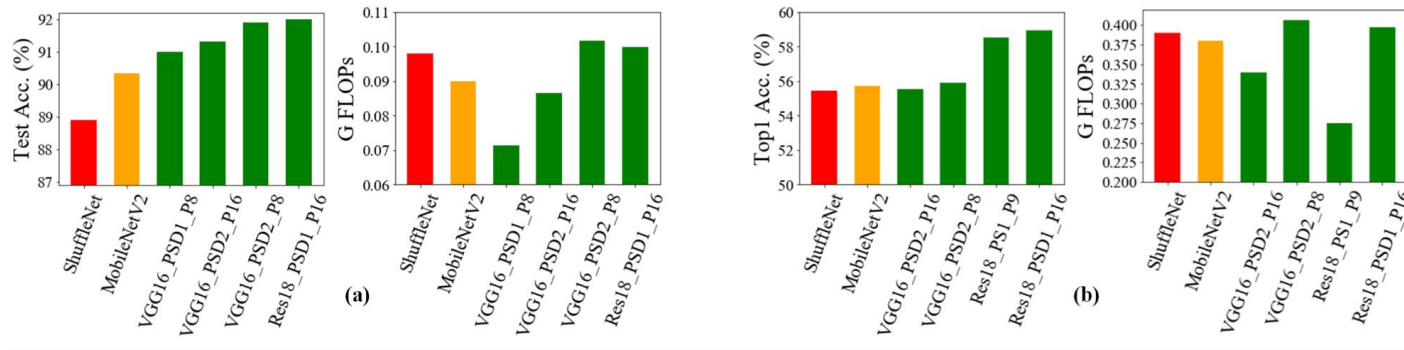 Test Acc. (%)
92
91
90
89
88
87
ShuffleNet
MobileNetV2
VGG16_PSD1_P8
VGG16_PSD2_P16
VGG16_PSD2_P8
Res18_PSD1_P16
G FLOPs
0.11
0.10
0.09
0.08
0.07
0.06
ShuffleNet
MobileNetV2
VGG16_PSD1_P8
VGG16_PSD2_P16
VGG16_PSD2_P8
Res18_PSD1_P16
(a)
Top1 Acc. (%)
60
58
56
54
52
50
ShuffleNet
MobileNetV2
VGG16_PSD2_P16
VGG16_PSD2_P8
Res18_PS1_P9
Res18_PSD1_P16
G FLOPs
0.400
0.375
0.350
0.325
0.300
0.275
0.250
0.225
0.200
ShuffleNet
MobileNetV2
VGG16_PSD2_P16
VGG16_PSD2_P8
Res18_PS1_P9
Res18_PSD1_P16
(b)